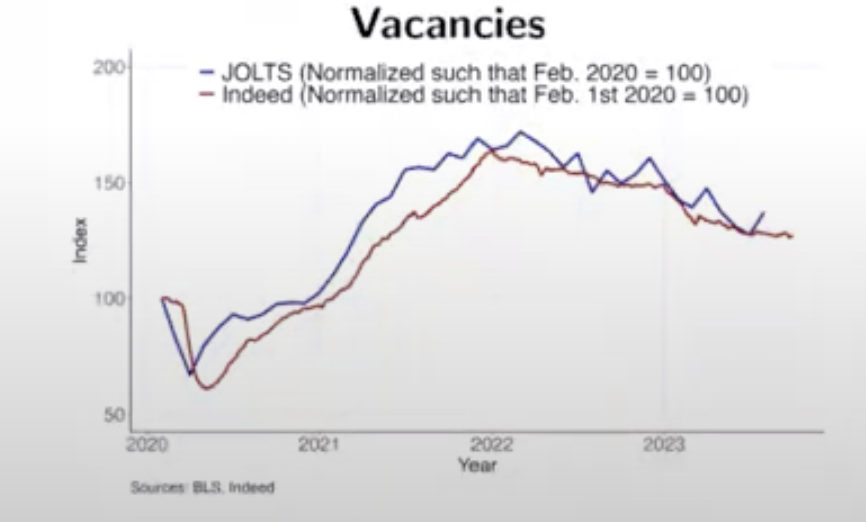 Vacancies
200
JOLTS (Normalized such that Feb. 2020 = 100)
Indeed (Normalized such that Feb. 1st 2020 = 100)
150
Index
100
50
2020 2021 2022 2023
Year
Sources: BLS, Indeed